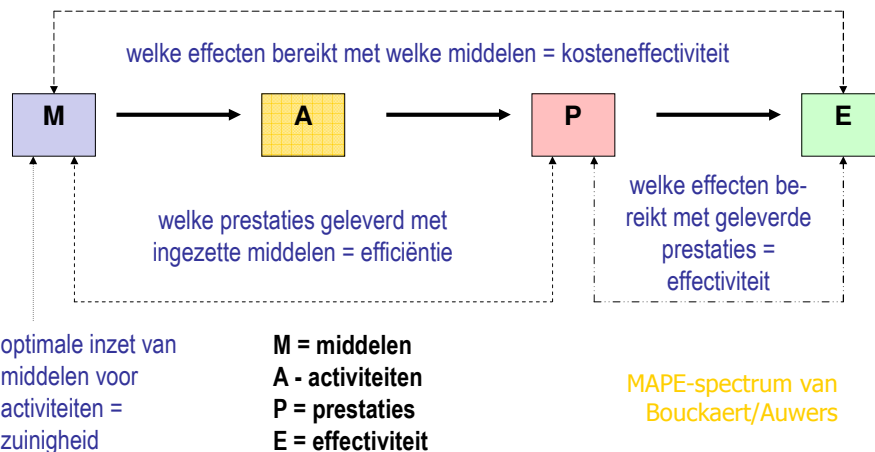 welke effecten bereikt met welke middelen = kosteneffectiviteit
M
A
P
E
welke prestaties geleverd met
ingezette middelen = efficiëntie
welke effecten be-
reikt met geleverde
prestaties =
effectiviteit
optimale inzet van
middelen voor
activiteiten =
zuinigheid
M = middelen
A - activiteiten
P = prestaties
E = effectiviteit
MAPE-spectrum van
Bouckaert/Auwers